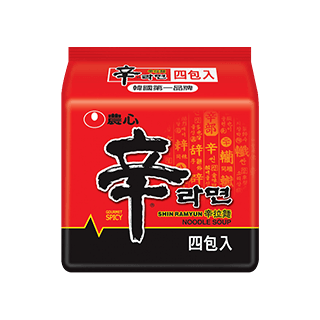 辛라면 四包入
韓國第一品牌
農心
辛라면
GOURMET
SPICY
SHIN RAMYUN 辛拉麵
NOODLE SOUP
四包入